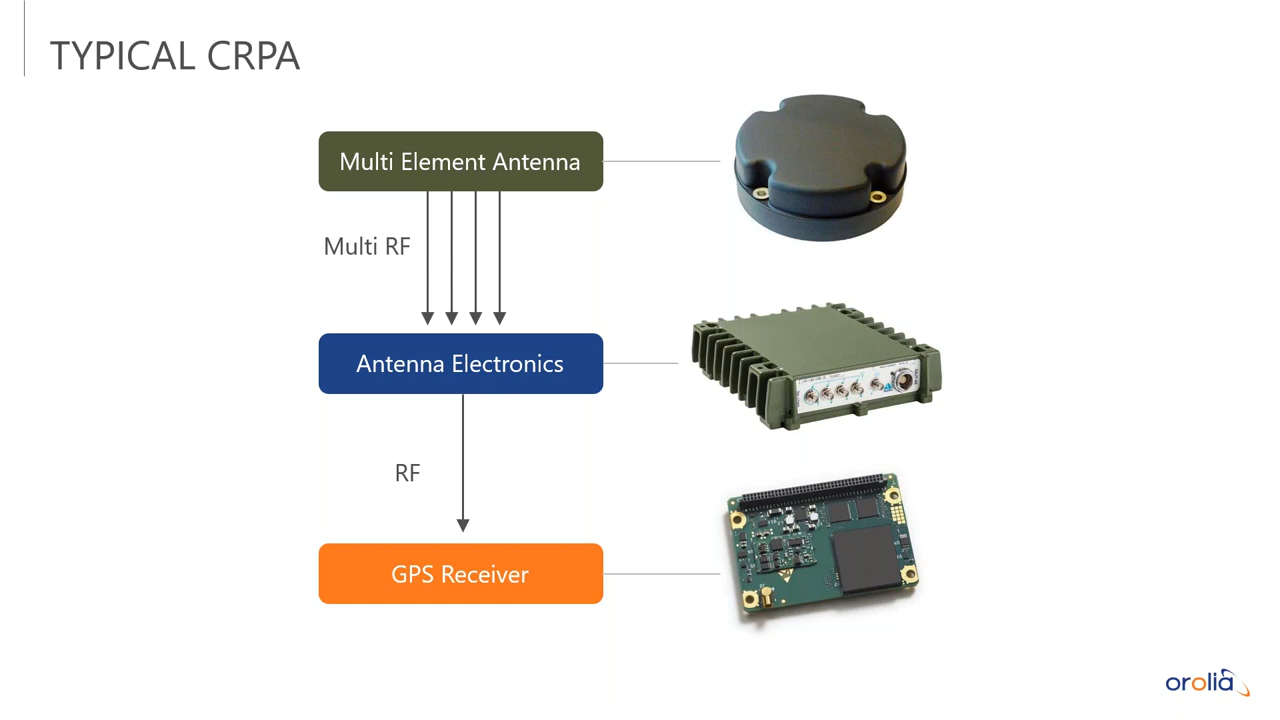 TYPICAL CRPA
Multi Element Antenna
Multi RF
Antenna Electronics
RF
GPS Receiver
orolia